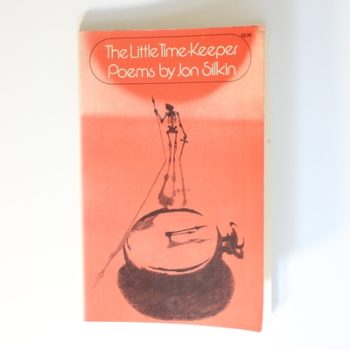 The Little Time-Keeper
Poems by Jon Silkin